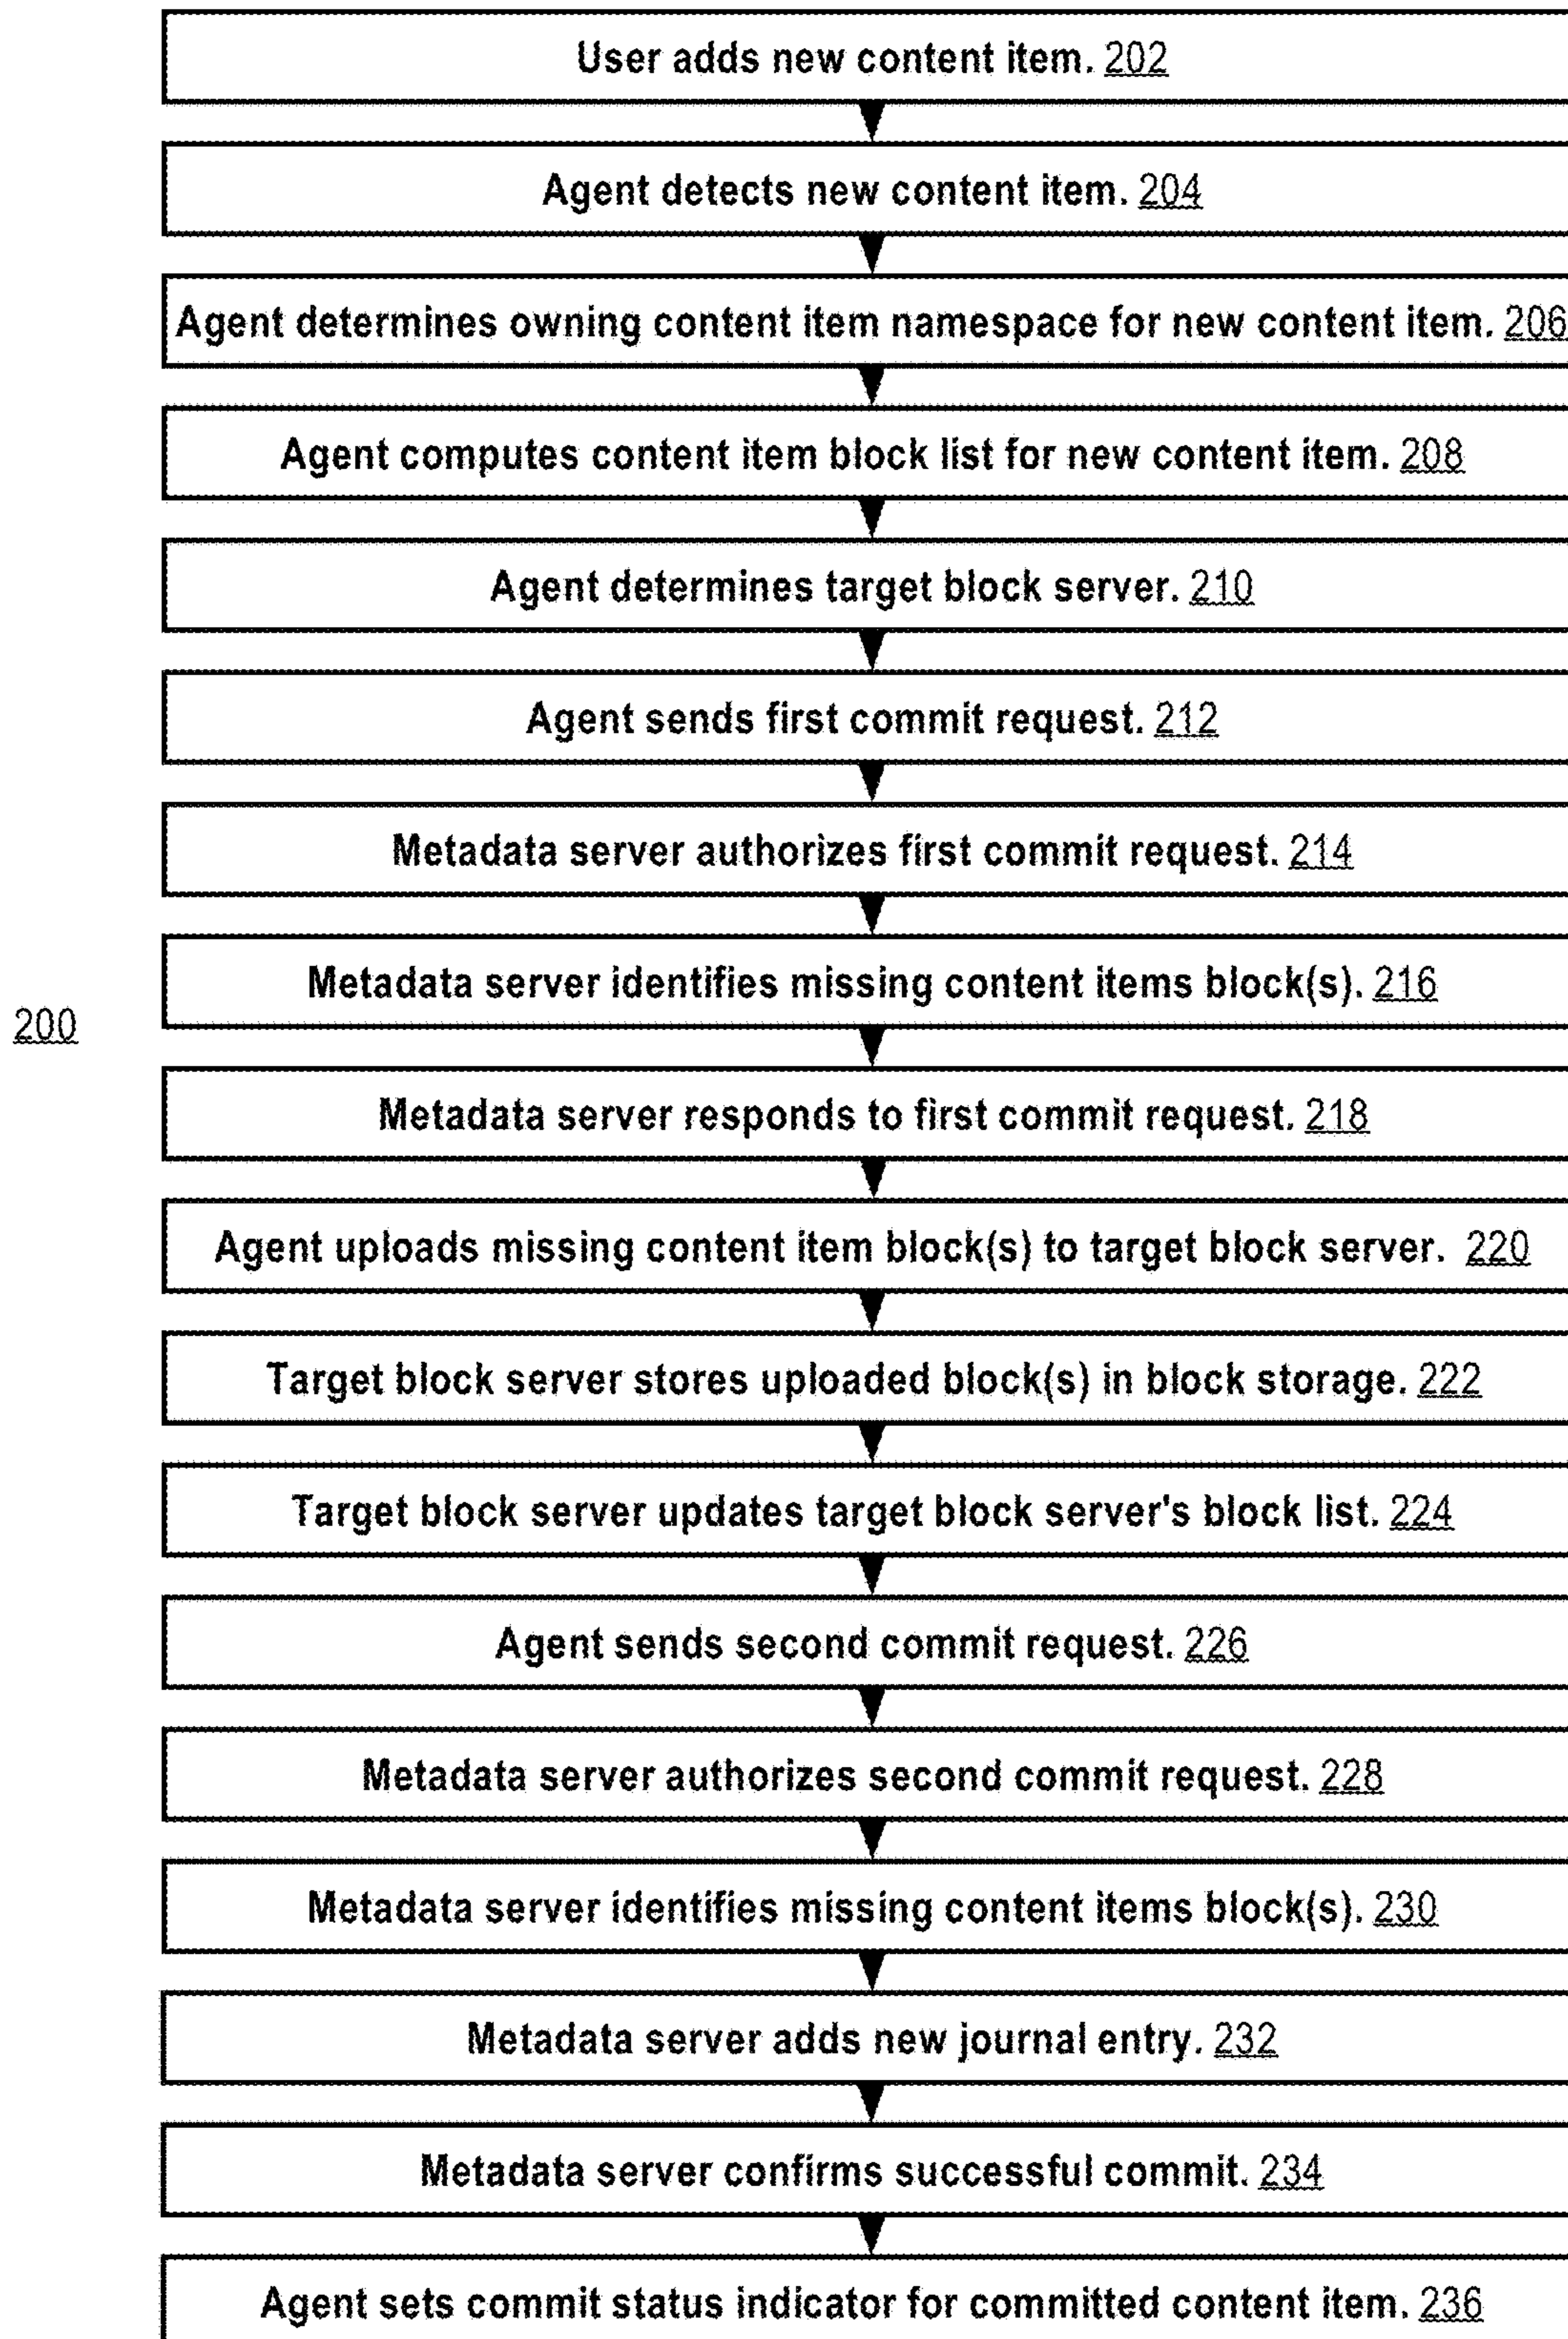 User adds new content item. 202
Agent detects new content item. 204
Agent determines owning content item namespace for new content item. 206
Agent computes content item block list for new content item. 208
Agent determines target block server. 210
Agent sends first commit request. 212
Metadata server authorizes first commit request. 214
Metadata server identifies missing content items block(s). 216
200
Metadata server responds to first commit request. 218
Agent uploads missing content item block(s) to target block server. 220
Target block server stores uploaded block(s) in block storage. 222
Target block server updates target block server's block list. 224
Agent sends second commit request. 226
Metadata server authorizes second commit request. 228
Metadata server identifies missing content items block(s). 230
Metadata server adds new journal entry. 232
Metadata server confirms successful commit. 234
Agent sets commit status indicator for committed content item. 236